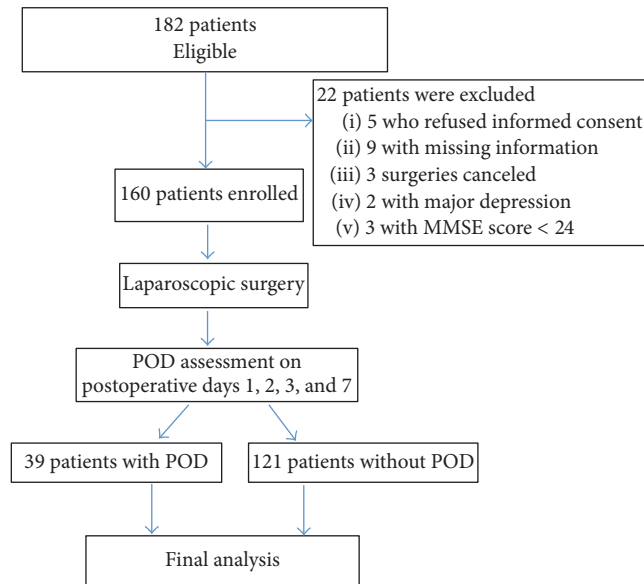 182 patients
Eligible
22 patients were excluded
(i) 5 who refused informed consent
(ii) 9 with missing information
(iii) 3 surgeries canceled
(iv) 2 with major depression
(v) 3 with MMSE score < 24
160 patients enrolled
Laparoscopic surgery
POD assessment on
postoperative days 1, 2, 3, and 7
39 patients with POD
121 patients without POD
Final analysis